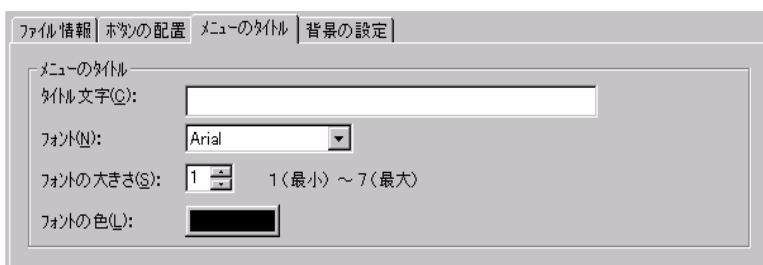 ファイル情報 ボタンの配置 メニューのタイトル 背景の設定
メニューのタイトル
タイトル文字(C):
フォント(N): Arial
フォントの大きさ(S): 1 1(最小)~7(最大)
フォントの色(L):